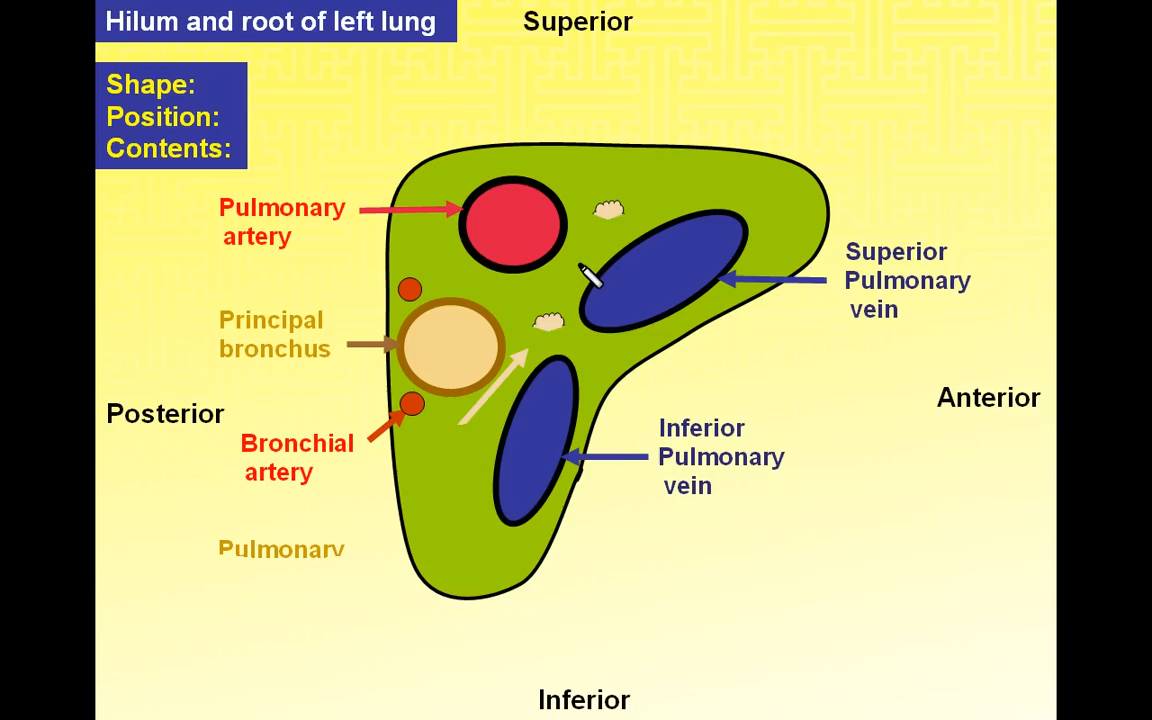 Hilum and root of left lung
Superior
Shape:
Position:
Contents:
Pulmonary
artery
Superior
Pulmonary
vein
Principal
bronchus
Posterior
Anterior
Bronchial
artery
Inferior
Pulmonary
vein
Pulmonary
Inferior